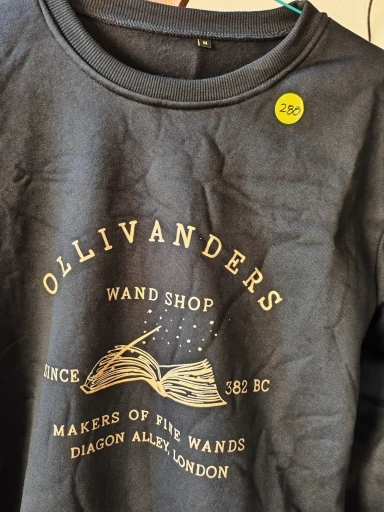 M
280
OLLIVANDERS
WAND SHOP
SINCE
382 BC
MAKERS OF FINE WANDS
DIAGON ALLEY, LONDON